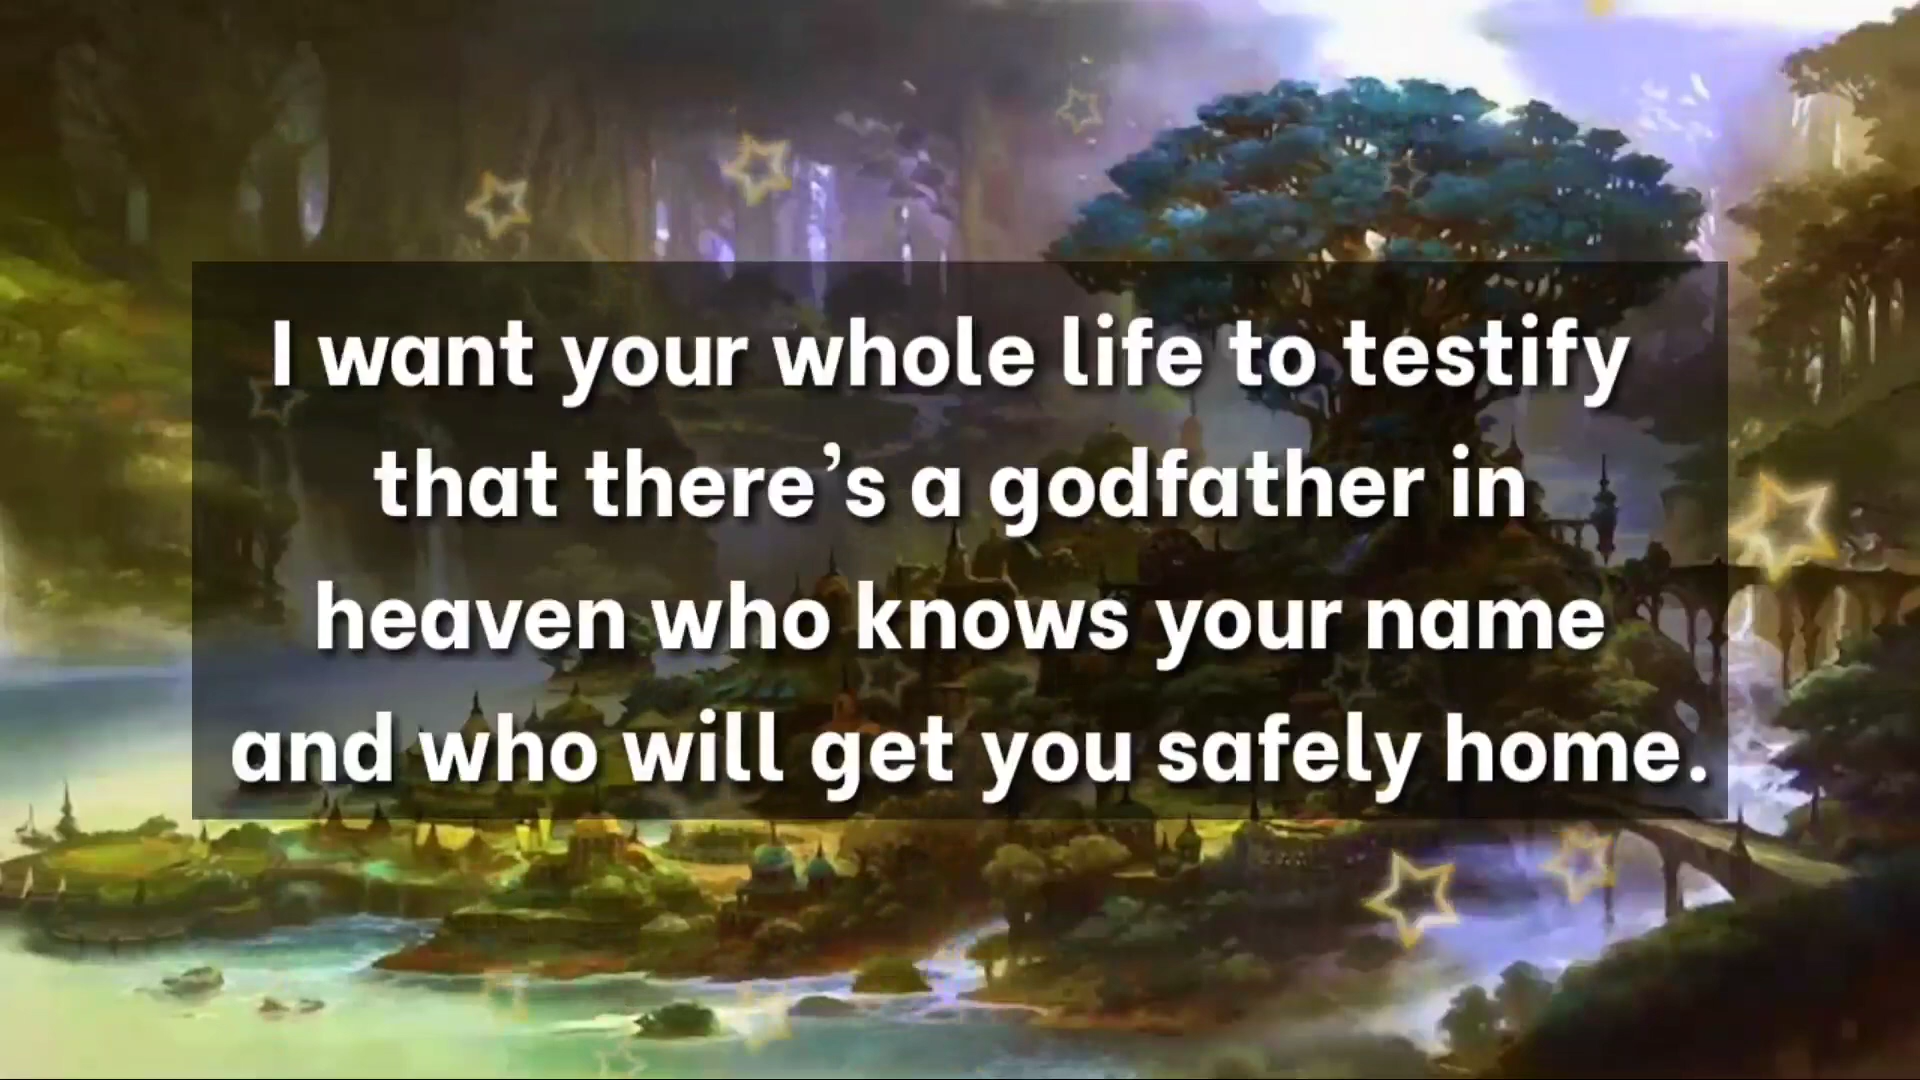 I want your whole life to testify
that there’s a godfather in
heaven who knows your name
and who will get you safely home.